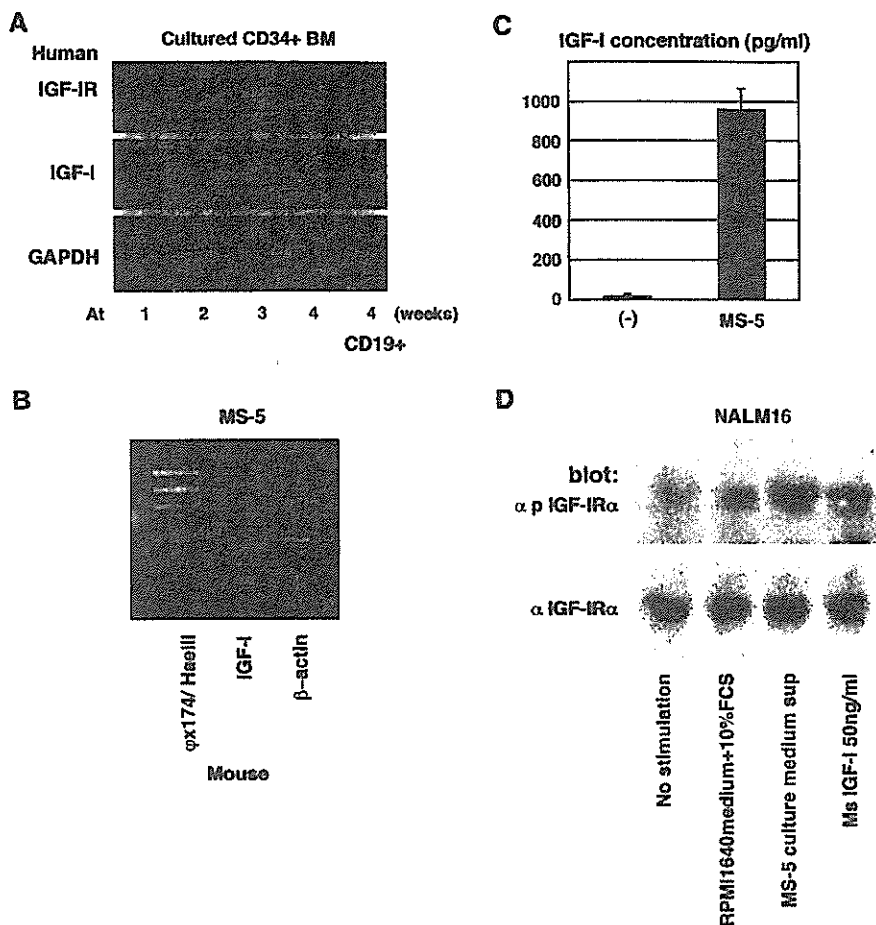 A
Cultured CD34+ BM
Human
IGF-IR
IGF-I
GAPDH
At 1 2 3 4 4 (weeks)
CD19+
B
MS-5
φx174/ HaeIII
IGF-I
β-actin
Mouse
C
IGF-I concentration (pg/ml)
1000
800
600
400
200
0
(-) MS-5
D
NALM16
blot:
α p IGF-IRα
α IGF-IRα
No stimulation
RPMI1640medium+10%FCS
MS-5 culture medium sup
Ms IGF-I 50ng/ml